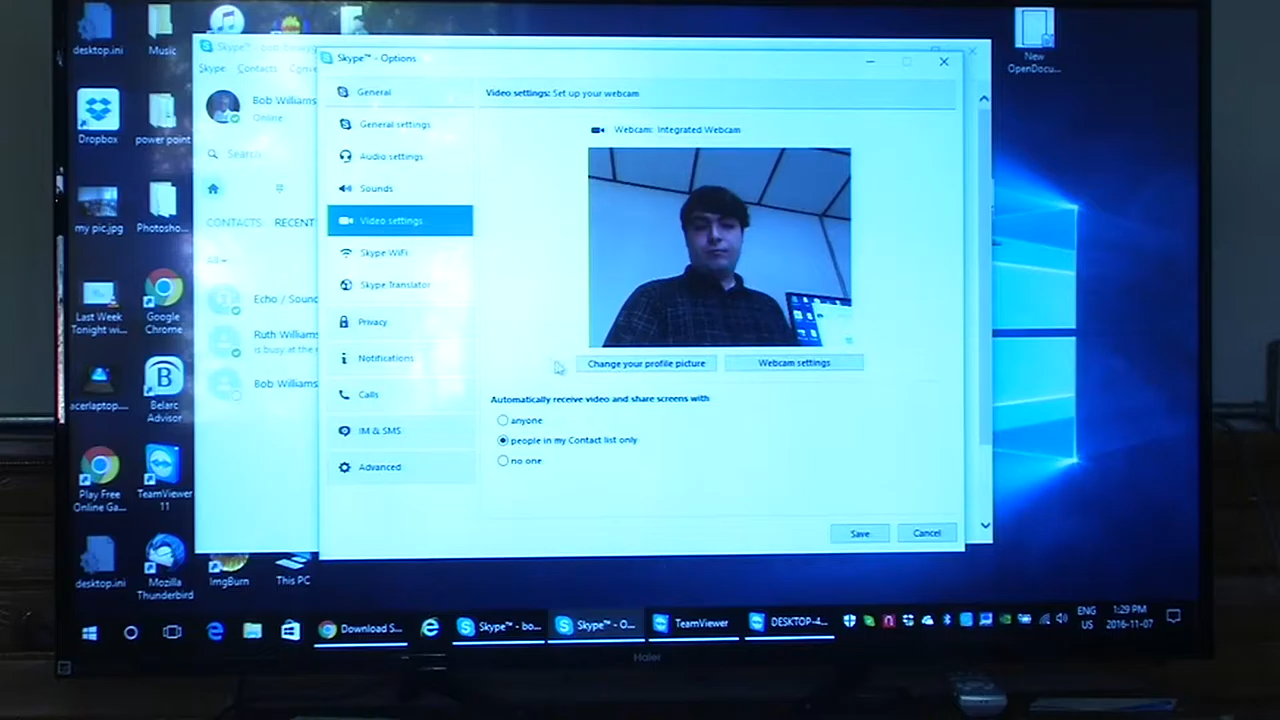 desktop.ini
Music
Dropbox
power point
my pic.jpg
Photosho...
Last Week
Tonight wi...
Google
Chrome
acerlaptop....
Belarc
Advisor
Play Free
Online Ga...
TeamViewer
11
desktop.ini
Mozilla
Thunderbird
ImgBurn
This PC
New
OpenDocu...
Skype™ - bob.
Skype
Contacts
Conve
Bob Williams
Online
Search
CONTACTS
RECENT
All
Echo / Sound
Ruth Williams
is busy at the
Bob Williams
Skype™ - Options
General
General settings
Audio settings
Sounds
Video settings
Skype WiFi
Skype Translator
Privacy
Notifications
Calls
IM & SMS
Advanced
Video settings: Set up your webcam
Webcam: Integrated Webcam
Change your profile picture
Webcam settings
Automatically receive video and share screens with
anyone
people in my Contact list only
no one
Save
Cancel
Download S...
Skype™ - bo...
Skype™ - O...
TeamViewer
DESKTOP-4...
ENG
US
1:29 PM
2016-11-07
Haier